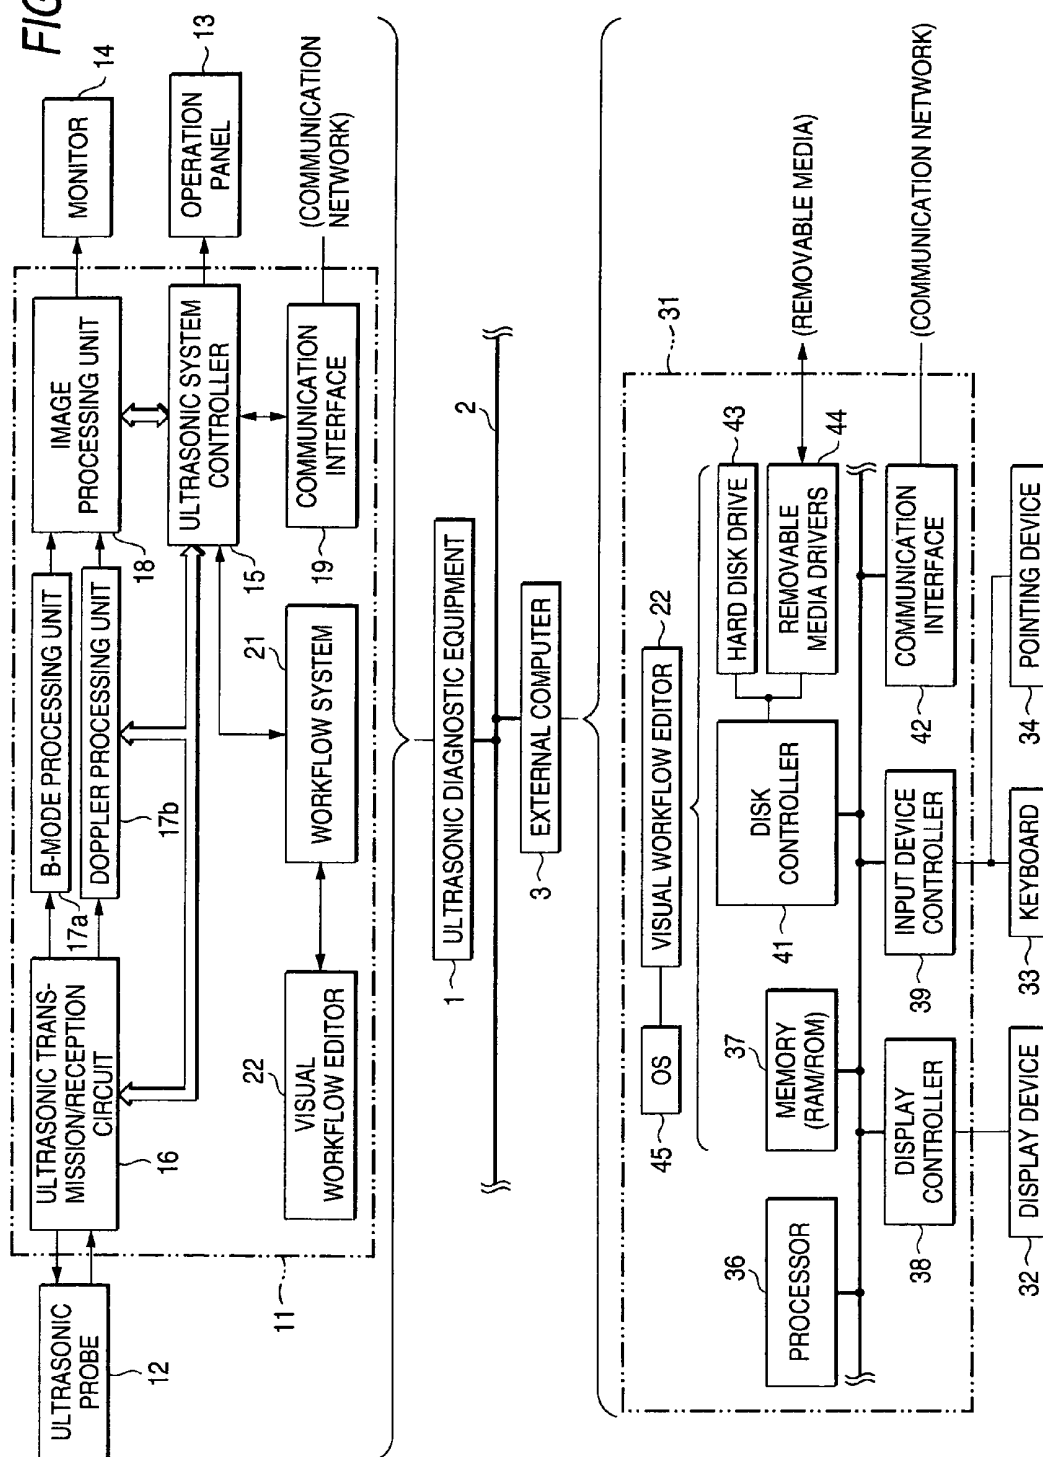 FIG
ULTRASONIC
PROBE
12
ULTRASONIC TRANS-
MISSION/RECEPTION
CIRCUIT
16
B-MODE PROCESSING UNIT
17a
DOPPLER PROCESSING UNIT
17b
IMAGE
PROCESSING UNIT
18
MONITOR
14
ULTRASONIC SYSTEM
CONTROLLER
15
OPERATION
PANEL
13
VISUAL
WORKFLOW EDITOR
22
WORKFLOW SYSTEM
21
COMMUNICATION
INTERFACE
19
(COMMUNICATION
NETWORK)
11
1
ULTRASONIC DIAGNOSTIC EQUIPMENT
2
3
EXTERNAL COMPUTER
31
45
OS
VISUAL WORKFLOW EDITOR
22
36
PROCESSOR
37
MEMORY
(RAM/ROM)
41
DISK
CONTROLLER
HARD DISK DRIVE
43
REMOVABLE
MEDIA DRIVERS
44
(REMOVABLE MEDIA)
38
DISPLAY
CONTROLLER
39
INPUT DEVICE
CONTROLLER
42
COMMUNICATION
INTERFACE
(COMMUNICATION NETWORK)
32
DISPLAY DEVICE
33
KEYBOARD
34
POINTING DEVICE